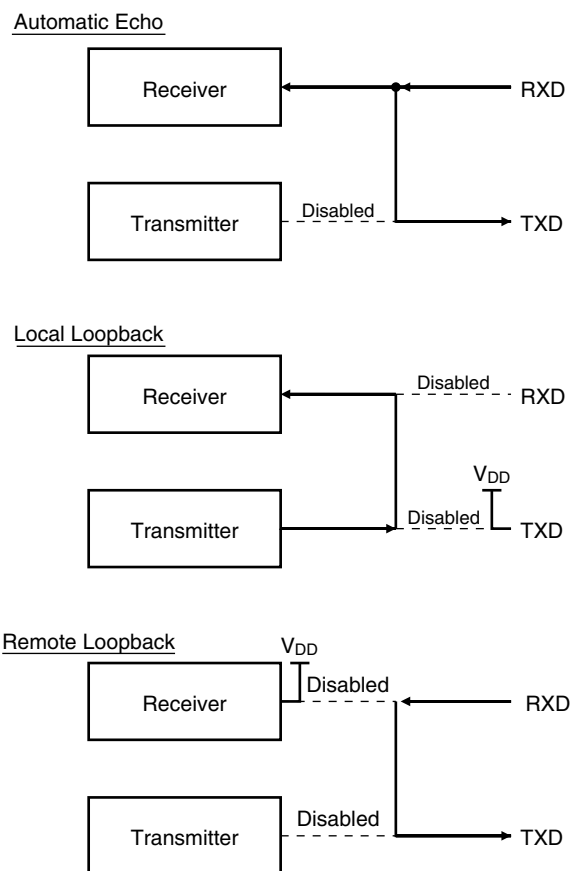 Automatic Echo
Receiver
RXD
Transmitter
Disabled
TXD
Local Loopback
Receiver
Disabled
RXD
VDD
Transmitter
Disabled
TXD
Remote Loopback
VDD
Receiver
Disabled
RXD
Transmitter
Disabled
TXD